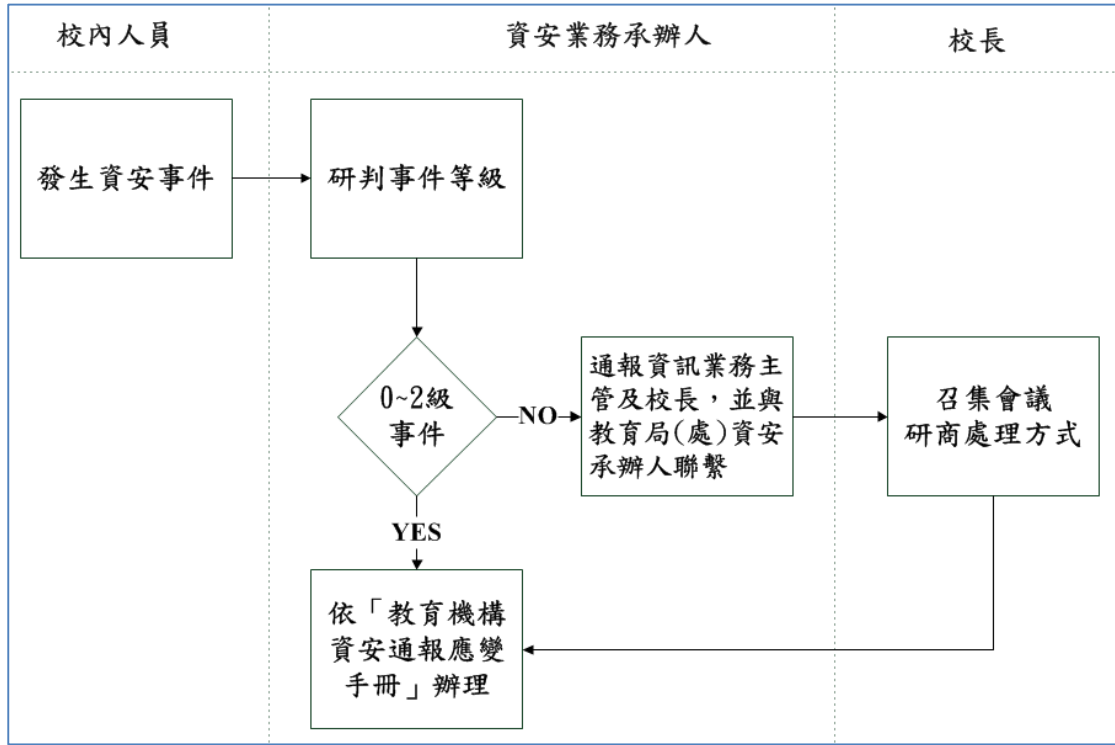 校內人員
資安業務承辦人
校長
發生資安事件
研判事件等級
0~2級
事件
NO
通報資訊業務主
管及校長，並與
教育局(處)資安
承辦人聯繫
召集會議
研商處理方式
YES
依「教育機構
資安通報應變
手冊」辦理